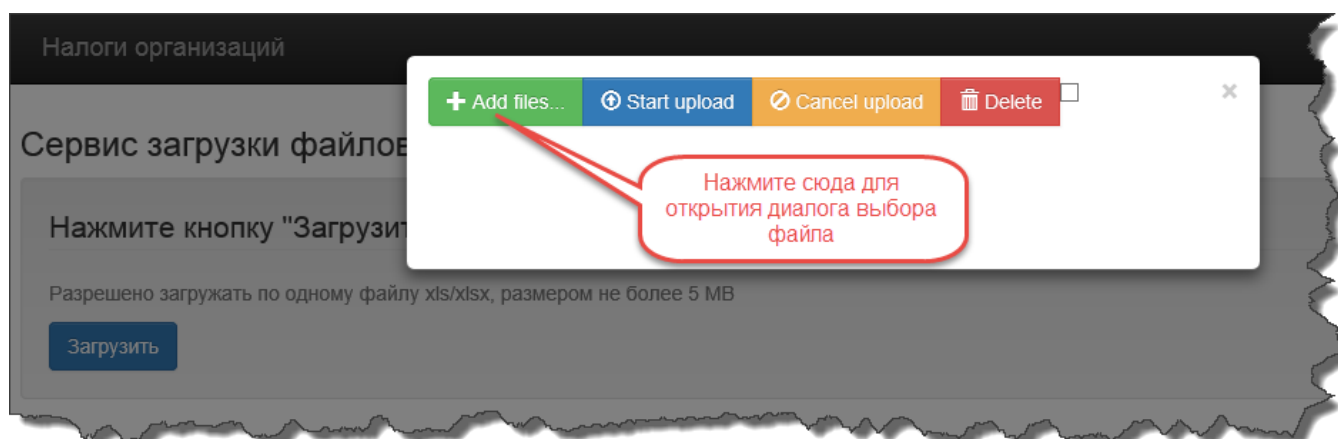 Налоги организаций
Add files...
Start upload
Cancel upload
Delete
Сервис загрузки файлов
Нажмите сюда для
открытия диалога выбора
файла
Нажмите кнопку "Загрузит
Разрешено загружать по одному файлу xls/xlsx, размером не более 5 MB
Загрузить